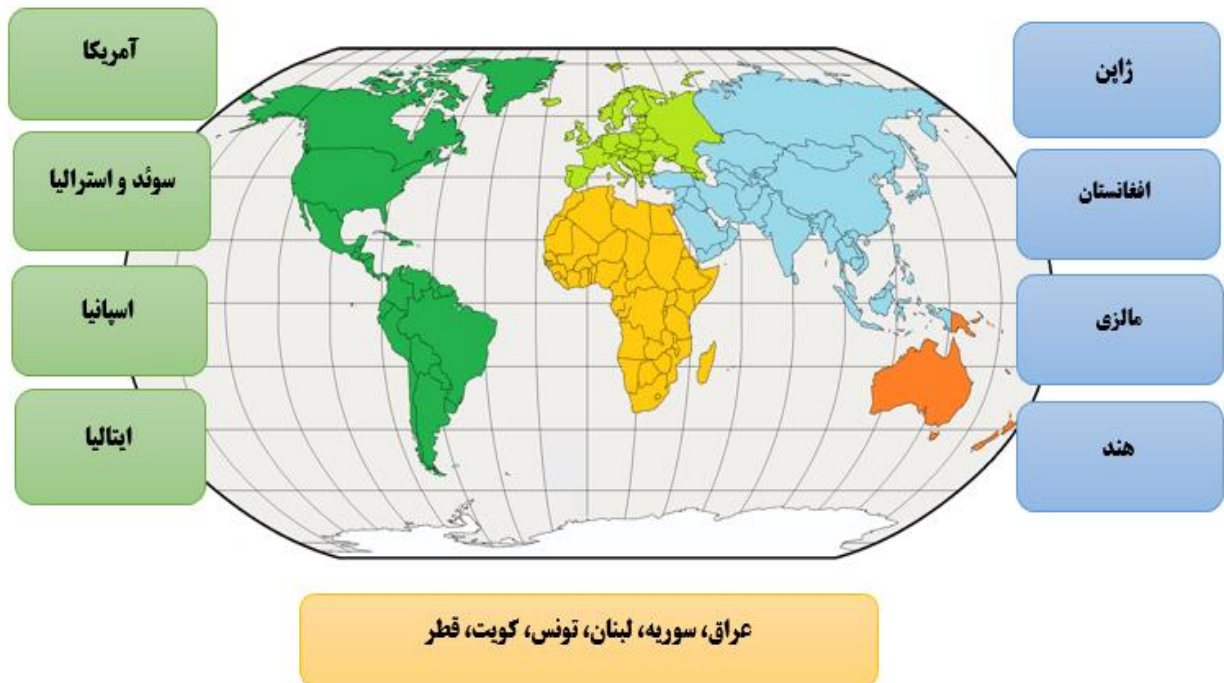 ژاپن
افغانستان
مالزی
هند
آمریکا
سوئد و استرالیا
اسپانیا
ایتالیا
عراق، سوریه، لبنان، تونس، کویت، قطر